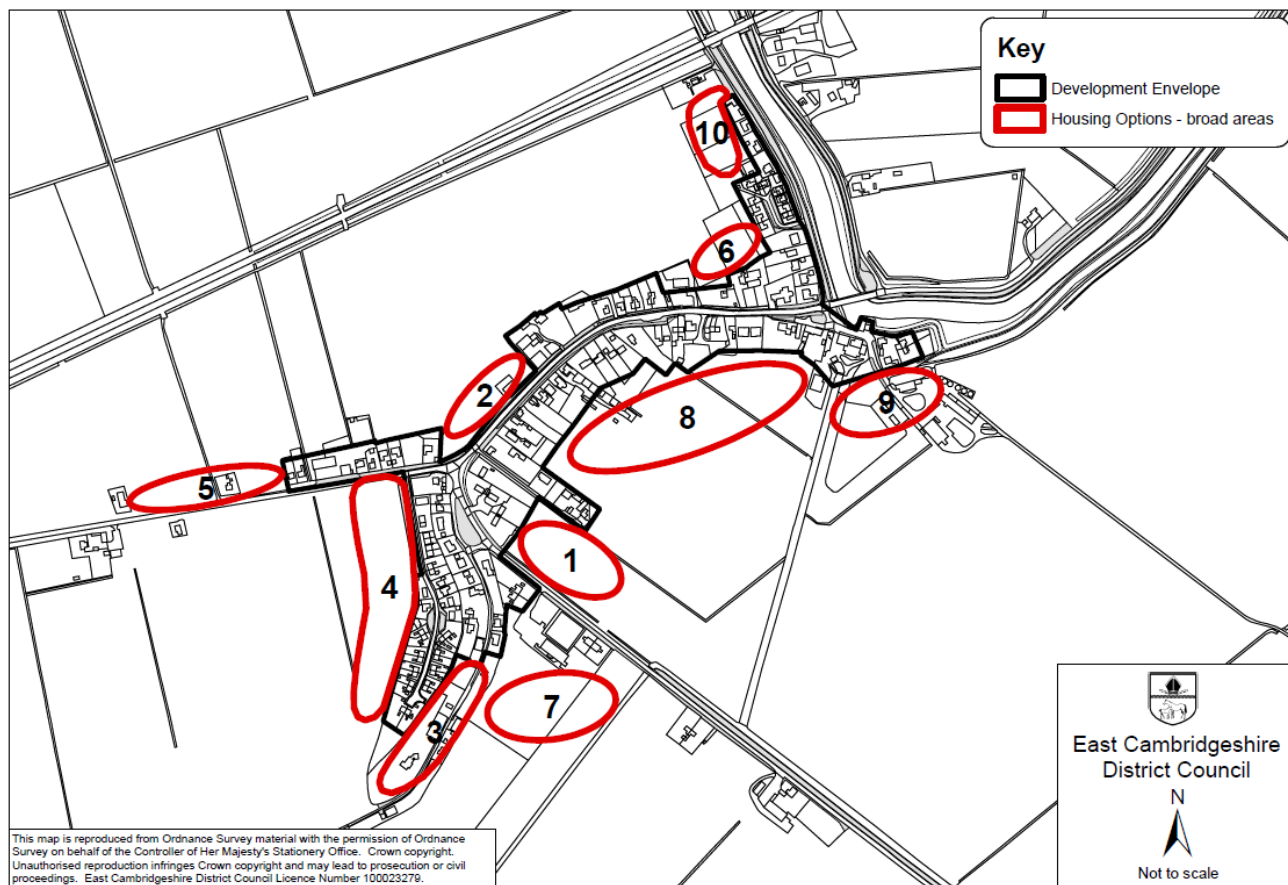 Key
Development Envelope
Housing Options - broad areas
10
6
2
8
9
5
1
4
7
3
East Cambridgeshire
District Council
N
Not to scale
This map is reproduced from Ordnance Survey material with the permission of Ordnance
Survey on behalf of the Controller of Her Majesty's Stationery Office. Crown copyright.
Unauthorised reproduction infringes Crown copyright and may lead to prosecution or civil
proceedings. East Cambridgeshire District Council Licence Number 100023279.